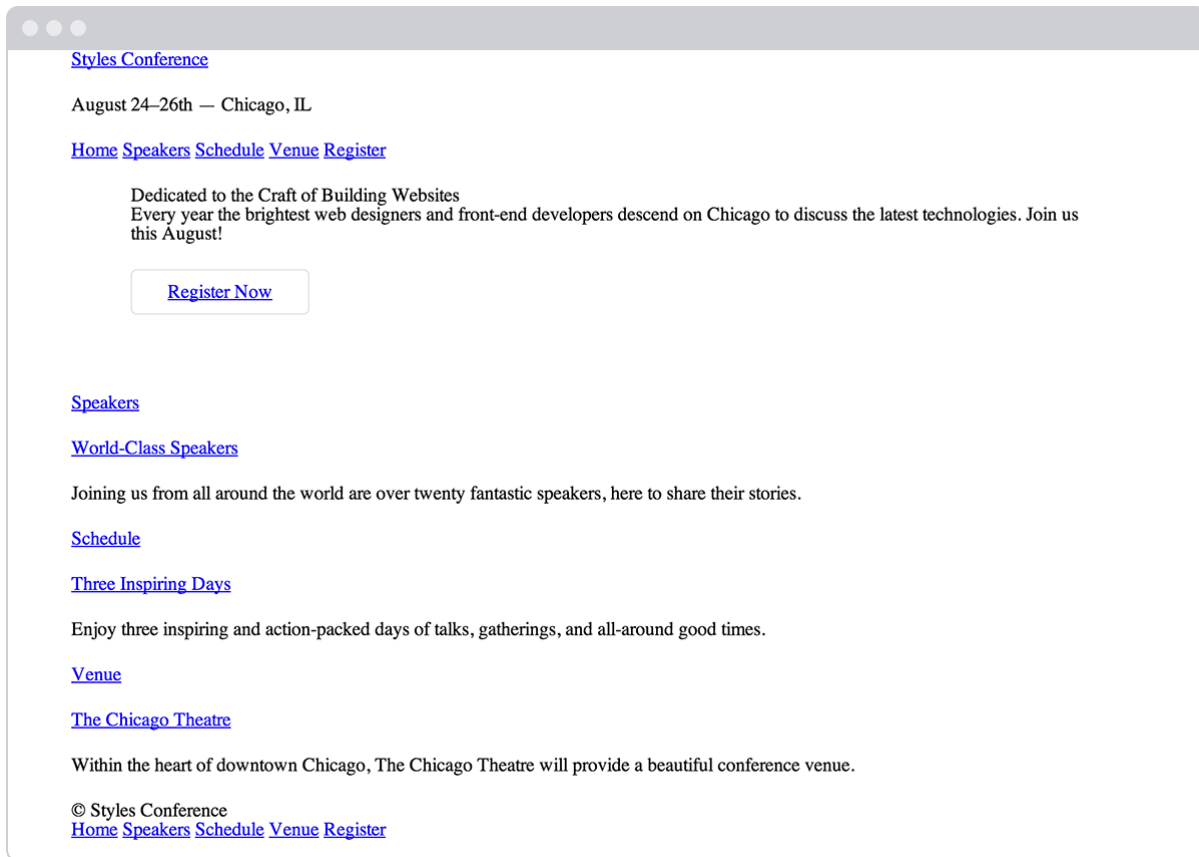 Styles Conference
August 24–26th — Chicago, IL
Home Speakers Schedule Venue Register
Dedicated to the Craft of Building Websites
Every year the brightest web designers and front-end developers descend on Chicago to discuss the latest technologies. Join us
this August!
Register Now
Speakers
World-Class Speakers
Joining us from all around the world are over twenty fantastic speakers, here to share their stories.
Schedule
Three Inspiring Days
Enjoy three inspiring and action-packed days of talks, gatherings, and all-around good times.
Venue
The Chicago Theatre
Within the heart of downtown Chicago, The Chicago Theatre will provide a beautiful conference venue.
© Styles Conference
Home Speakers Schedule Venue Register